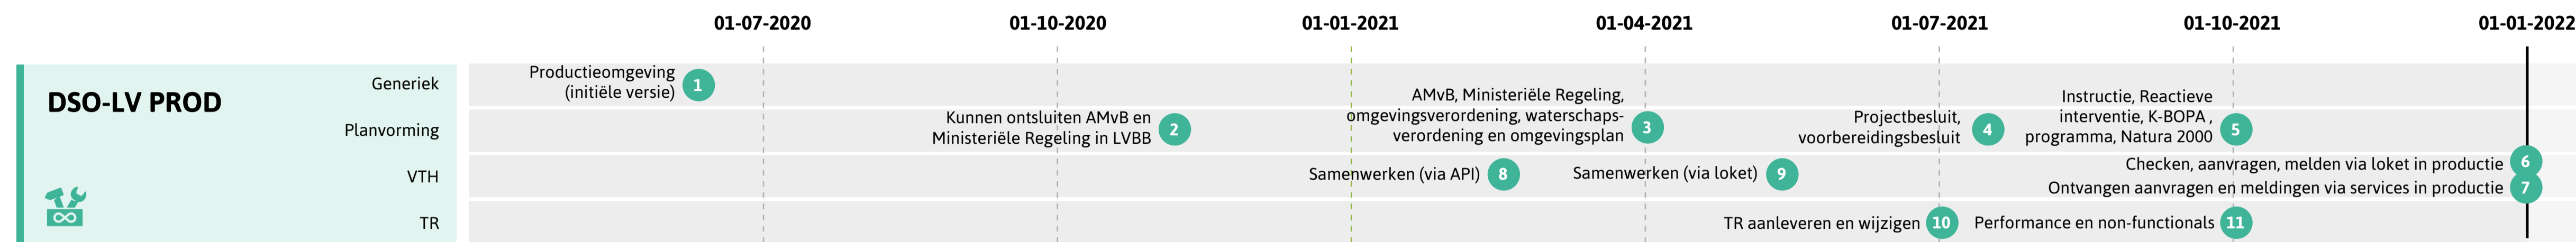 01-07-2020
01-10-2020
01-01-2021
01-04-2021
01-07-2021
01-10-2021
01-01-2022
DSO-LV PROD
Generiek
Productieomgeving
(initiële versie)
1
Planvorming
Kunnen ontsluiten AMvB en
Ministeriële Regeling in LVBB
2
AMvB, Ministeriële Regeling,
omgevingsverordening, waterschaps-
verordening en omgevingsplan
3
Projectbesluit,
voorbereidingsbesluit
4
Instructie, Reactieve
interventie, K-BOPA ,
programma, Natura 2000
5
VTH
Samenwerken (via API)
8
Samenwerken (via loket)
9
Checken, aanvragen, melden via loket in productie
6
Ontvangen aanvragen en meldingen via services in productie
7
TR
TR aanleveren en wijzigen
10
Performance en non-functionals
11